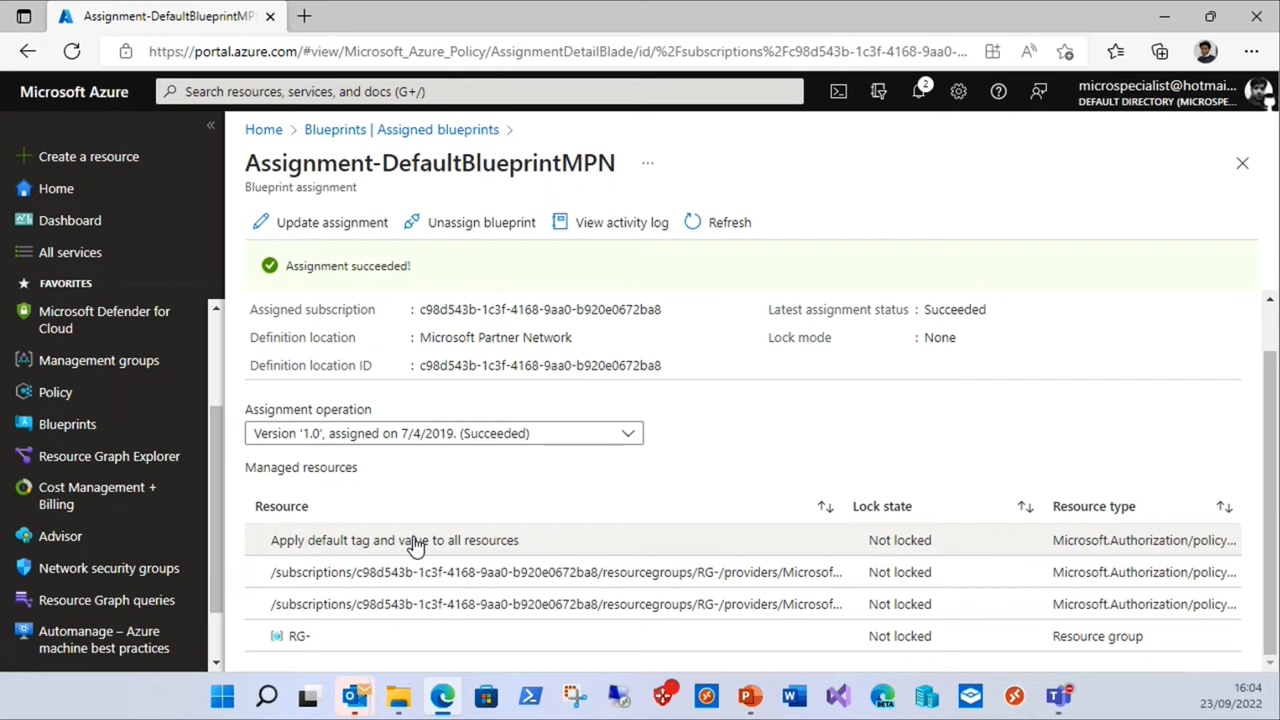 Assignment-DefaultBlueprintMPN
https://portal.azure.com/#view/Microsoft_Azure_Policy/AssignmentDetailBlade/id/%2Fsubscriptions%2Fc98d543b-1c3f-4168-9aa0-...
Microsoft Azure
Search resources, services, and docs (G+/)
2
microspecialist@hotmai...
DEFAULT DIRECTORY (MICROSPE...
Create a resource
Home
Dashboard
All services
FAVORITES
Microsoft Defender for
Cloud
Management groups
Policy
Blueprints
Resource Graph Explorer
Cost Management +
Billing
Advisor
Network security groups
Resource Graph queries
Automanage – Azure
machine best practices
Home > Blueprints | Assigned blueprints >
Assignment-DefaultBlueprintMPN ...
Blueprint assignment
Update assignment Unassign blueprint View activity log Refresh
Assignment succeeded!
Assigned subscription : c98d543b-1c3f-4168-9aa0-b920e0672ba8 Latest assignment status : Succeeded
Definition location : Microsoft Partner Network Lock mode : None
Definition location ID : c98d543b-1c3f-4168-9aa0-b920e0672ba8
Assignment operation
Version '1.0', assigned on 7/4/2019. (Succeeded)
Managed resources
Resource Lock state Resource type
Apply default tag and value to all resources Not locked Microsoft.Authorization/policy...
/subscriptions/c98d543b-1c3f-4168-9aa0-b920e0672ba8/resourcegroups/RG-/providers/Microsof... Not locked Microsoft.Authorization/policy...
/subscriptions/c98d543b-1c3f-4168-9aa0-b920e0672ba8/resourcegroups/RG-/providers/Microsof... Not locked Microsoft.Authorization/policy...
RG- Not locked Resource group
BETA
16:04
23/09/2022